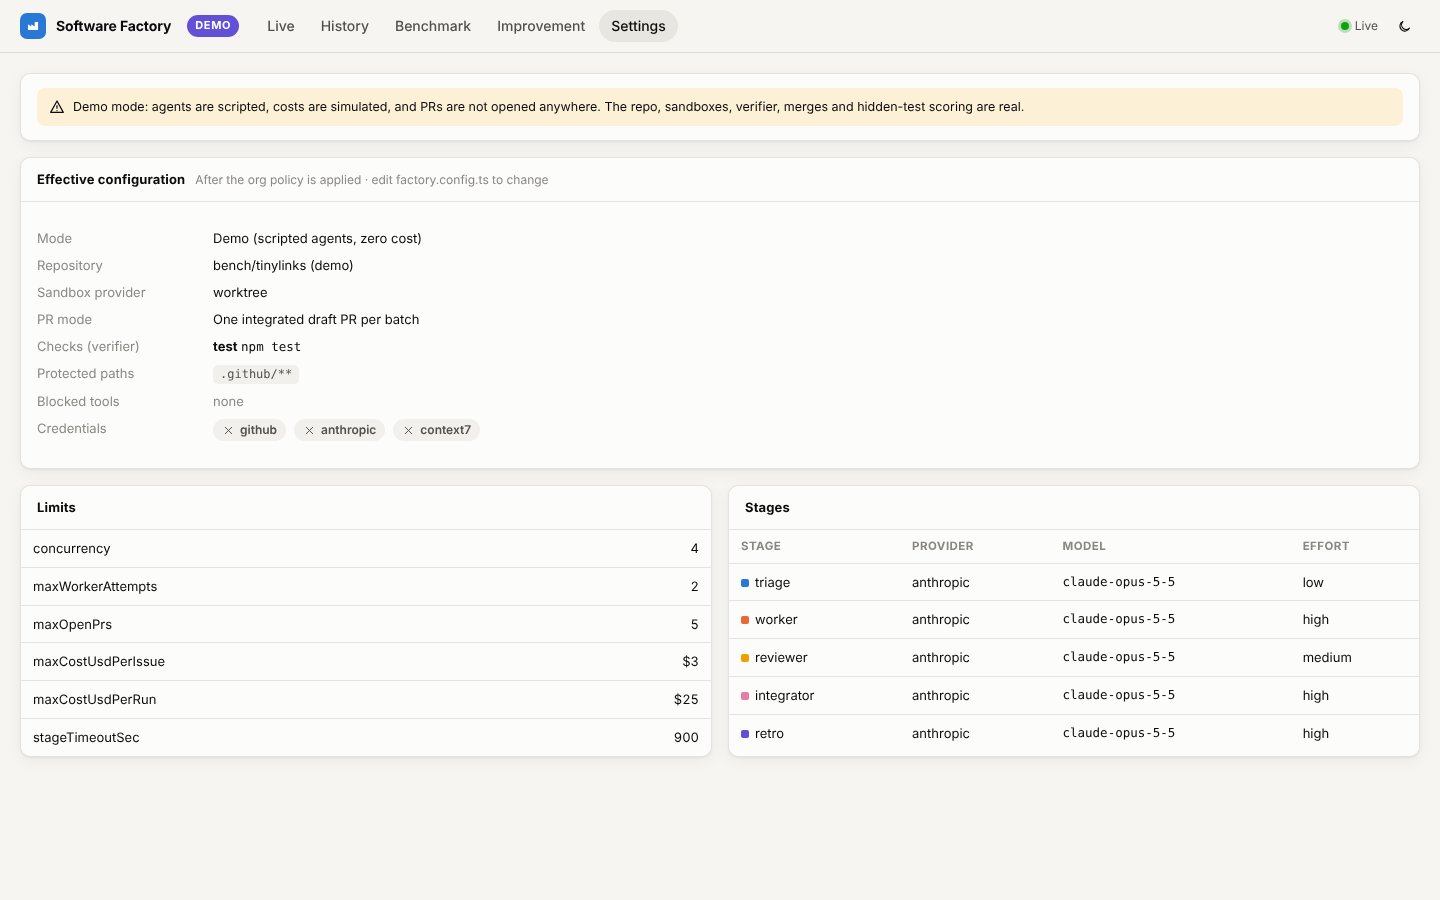 Software Factory DEMO Live History Benchmark Improvement Settings Live
Demo mode: agents are scripted, costs are simulated, and PRs are not opened anywhere. The repo, sandboxes, verifier, merges and hidden-test scoring are real.
Effective configuration After the org policy is applied · edit factory.config.ts to change
Mode Demo (scripted agents, zero cost)
Repository bench/tinylinks (demo)
Sandbox provider worktree
PR mode One integrated draft PR per batch
Checks (verifier) test npm test
Protected paths .github/**
Blocked tools none
Credentials github anthropic context7
Limits
concurrency 4
maxWorkerAttempts 2
maxOpenPrs 5
maxCostUsdPerIssue $3
maxCostUsdPerRun $25
stageTimeoutSec 900
Stages
STAGE PROVIDER MODEL EFFORT
triage anthropic claude-opus-5-5 low
worker anthropic claude-opus-5-5 high
reviewer anthropic claude-opus-5-5 medium
integrator anthropic claude-opus-5-5 high
retro anthropic claude-opus-5-5 high